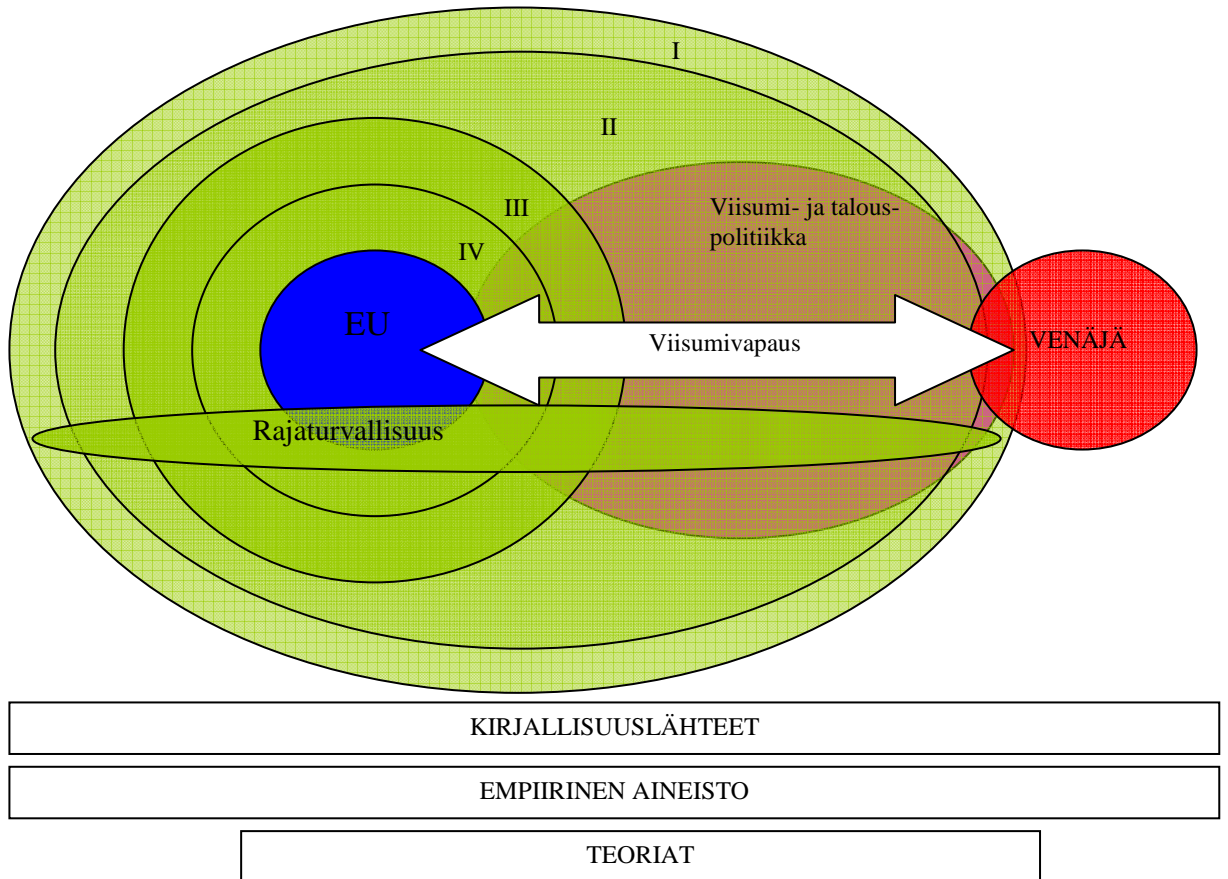 I
II
III
Viisumi- ja talous-
politiikka
IV
EU
Viisumivapaus
VENÄJÄ
Rajaturvallisuus
KIRJALLISUUSLÄHTEET
EMPIIRINEN AINEISTO
TEORIAT